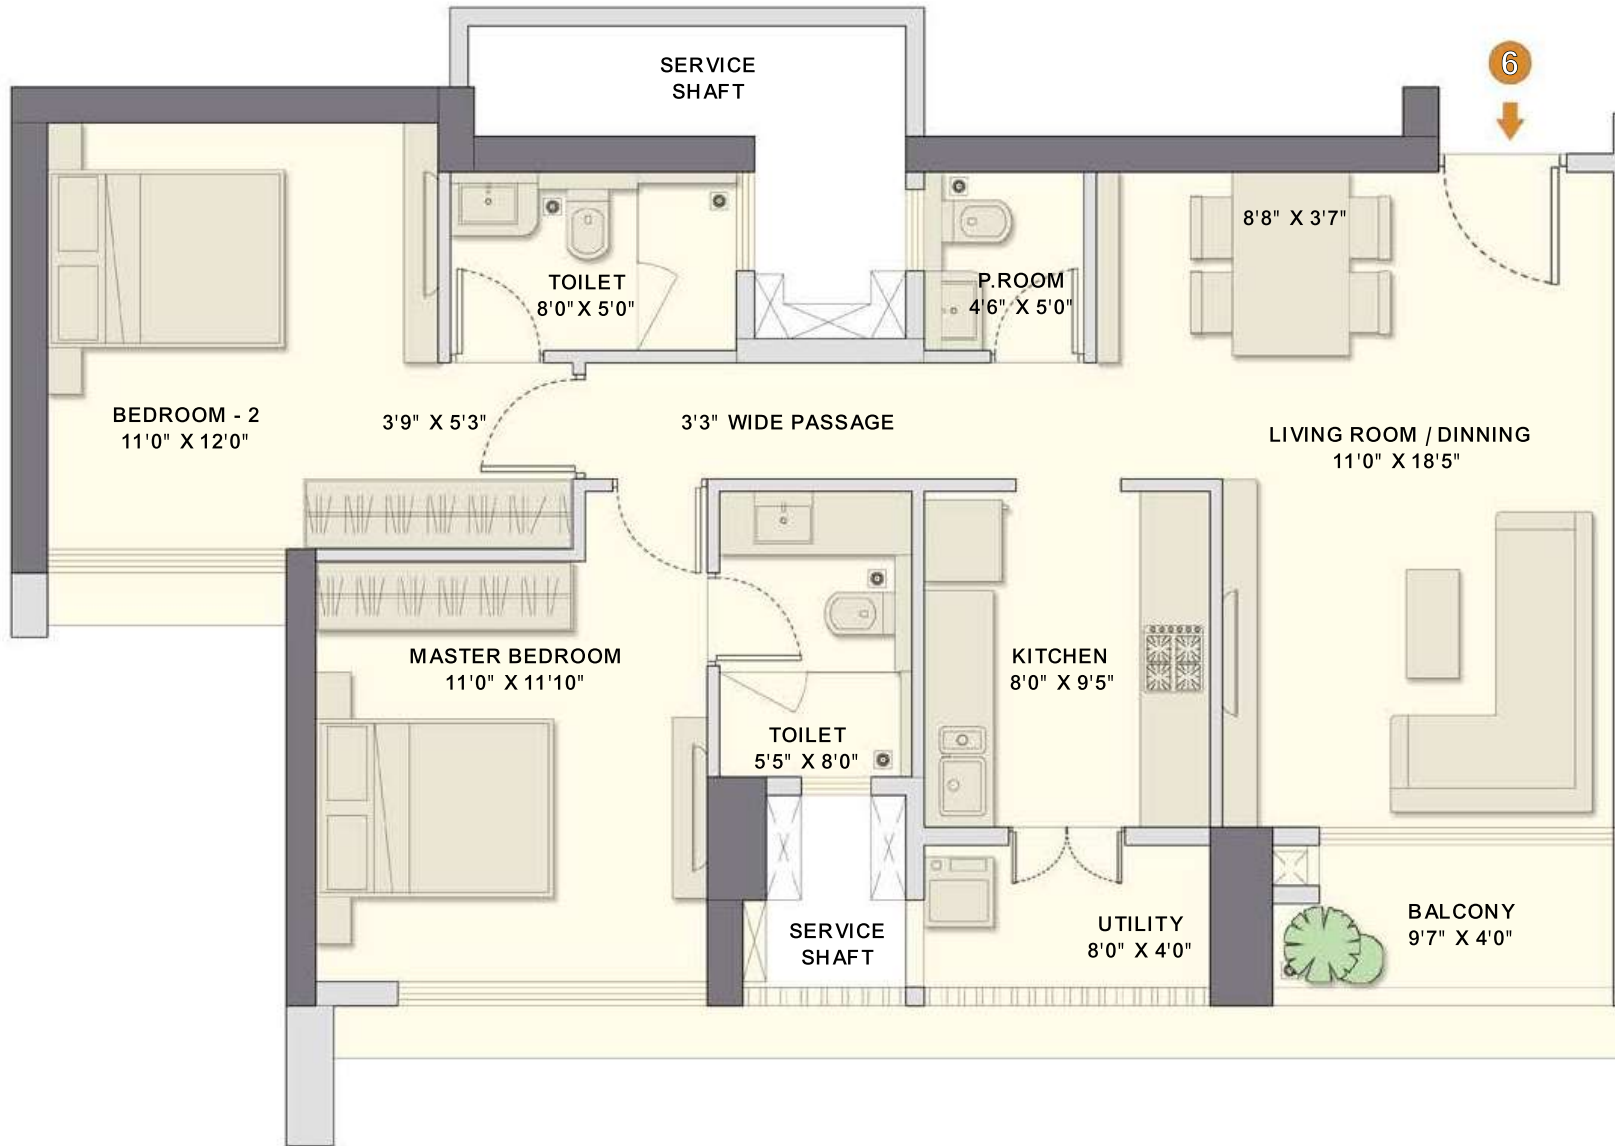 SERVICE
SHAFT
6
8'8" X 3'7"
TOILET
8'0" X 5'0"
P.ROOM
4'6" X 5'0"
BEDROOM - 2
11'0" X 12'0"
3'9" X 5'3"
3'3" WIDE PASSAGE
LIVING ROOM / DINNING
11'0" X 18'5"
MASTER BEDROOM
11'0" X 11'10"
KITCHEN
8'0" X 9'5"
TOILET
5'5" X 8'0"
SERVICE
SHAFT
UTILITY
8'0" X 4'0"
BALCONY
9'7" X 4'0"